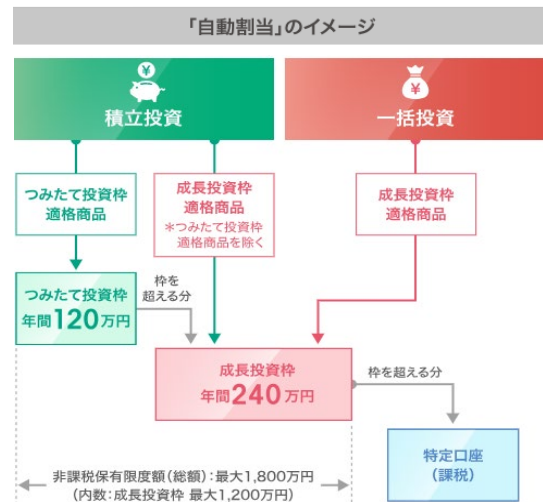 「自動割当」のイメージ
¥
積立投資
¥
一括投資
つみたて投資枠
適格商品
成長投資枠
適格商品
＊つみたて投資枠
適格商品を除く
成長投資枠
適格商品
つみたて投資枠
年間120万円
枠を
超える分
成長投資枠
年間240万円
枠を超える分
特定口座
（課税）
非課税保有限度額（総額）：最大1,800万円
（内数：成長投資枠 最大1,200万円）